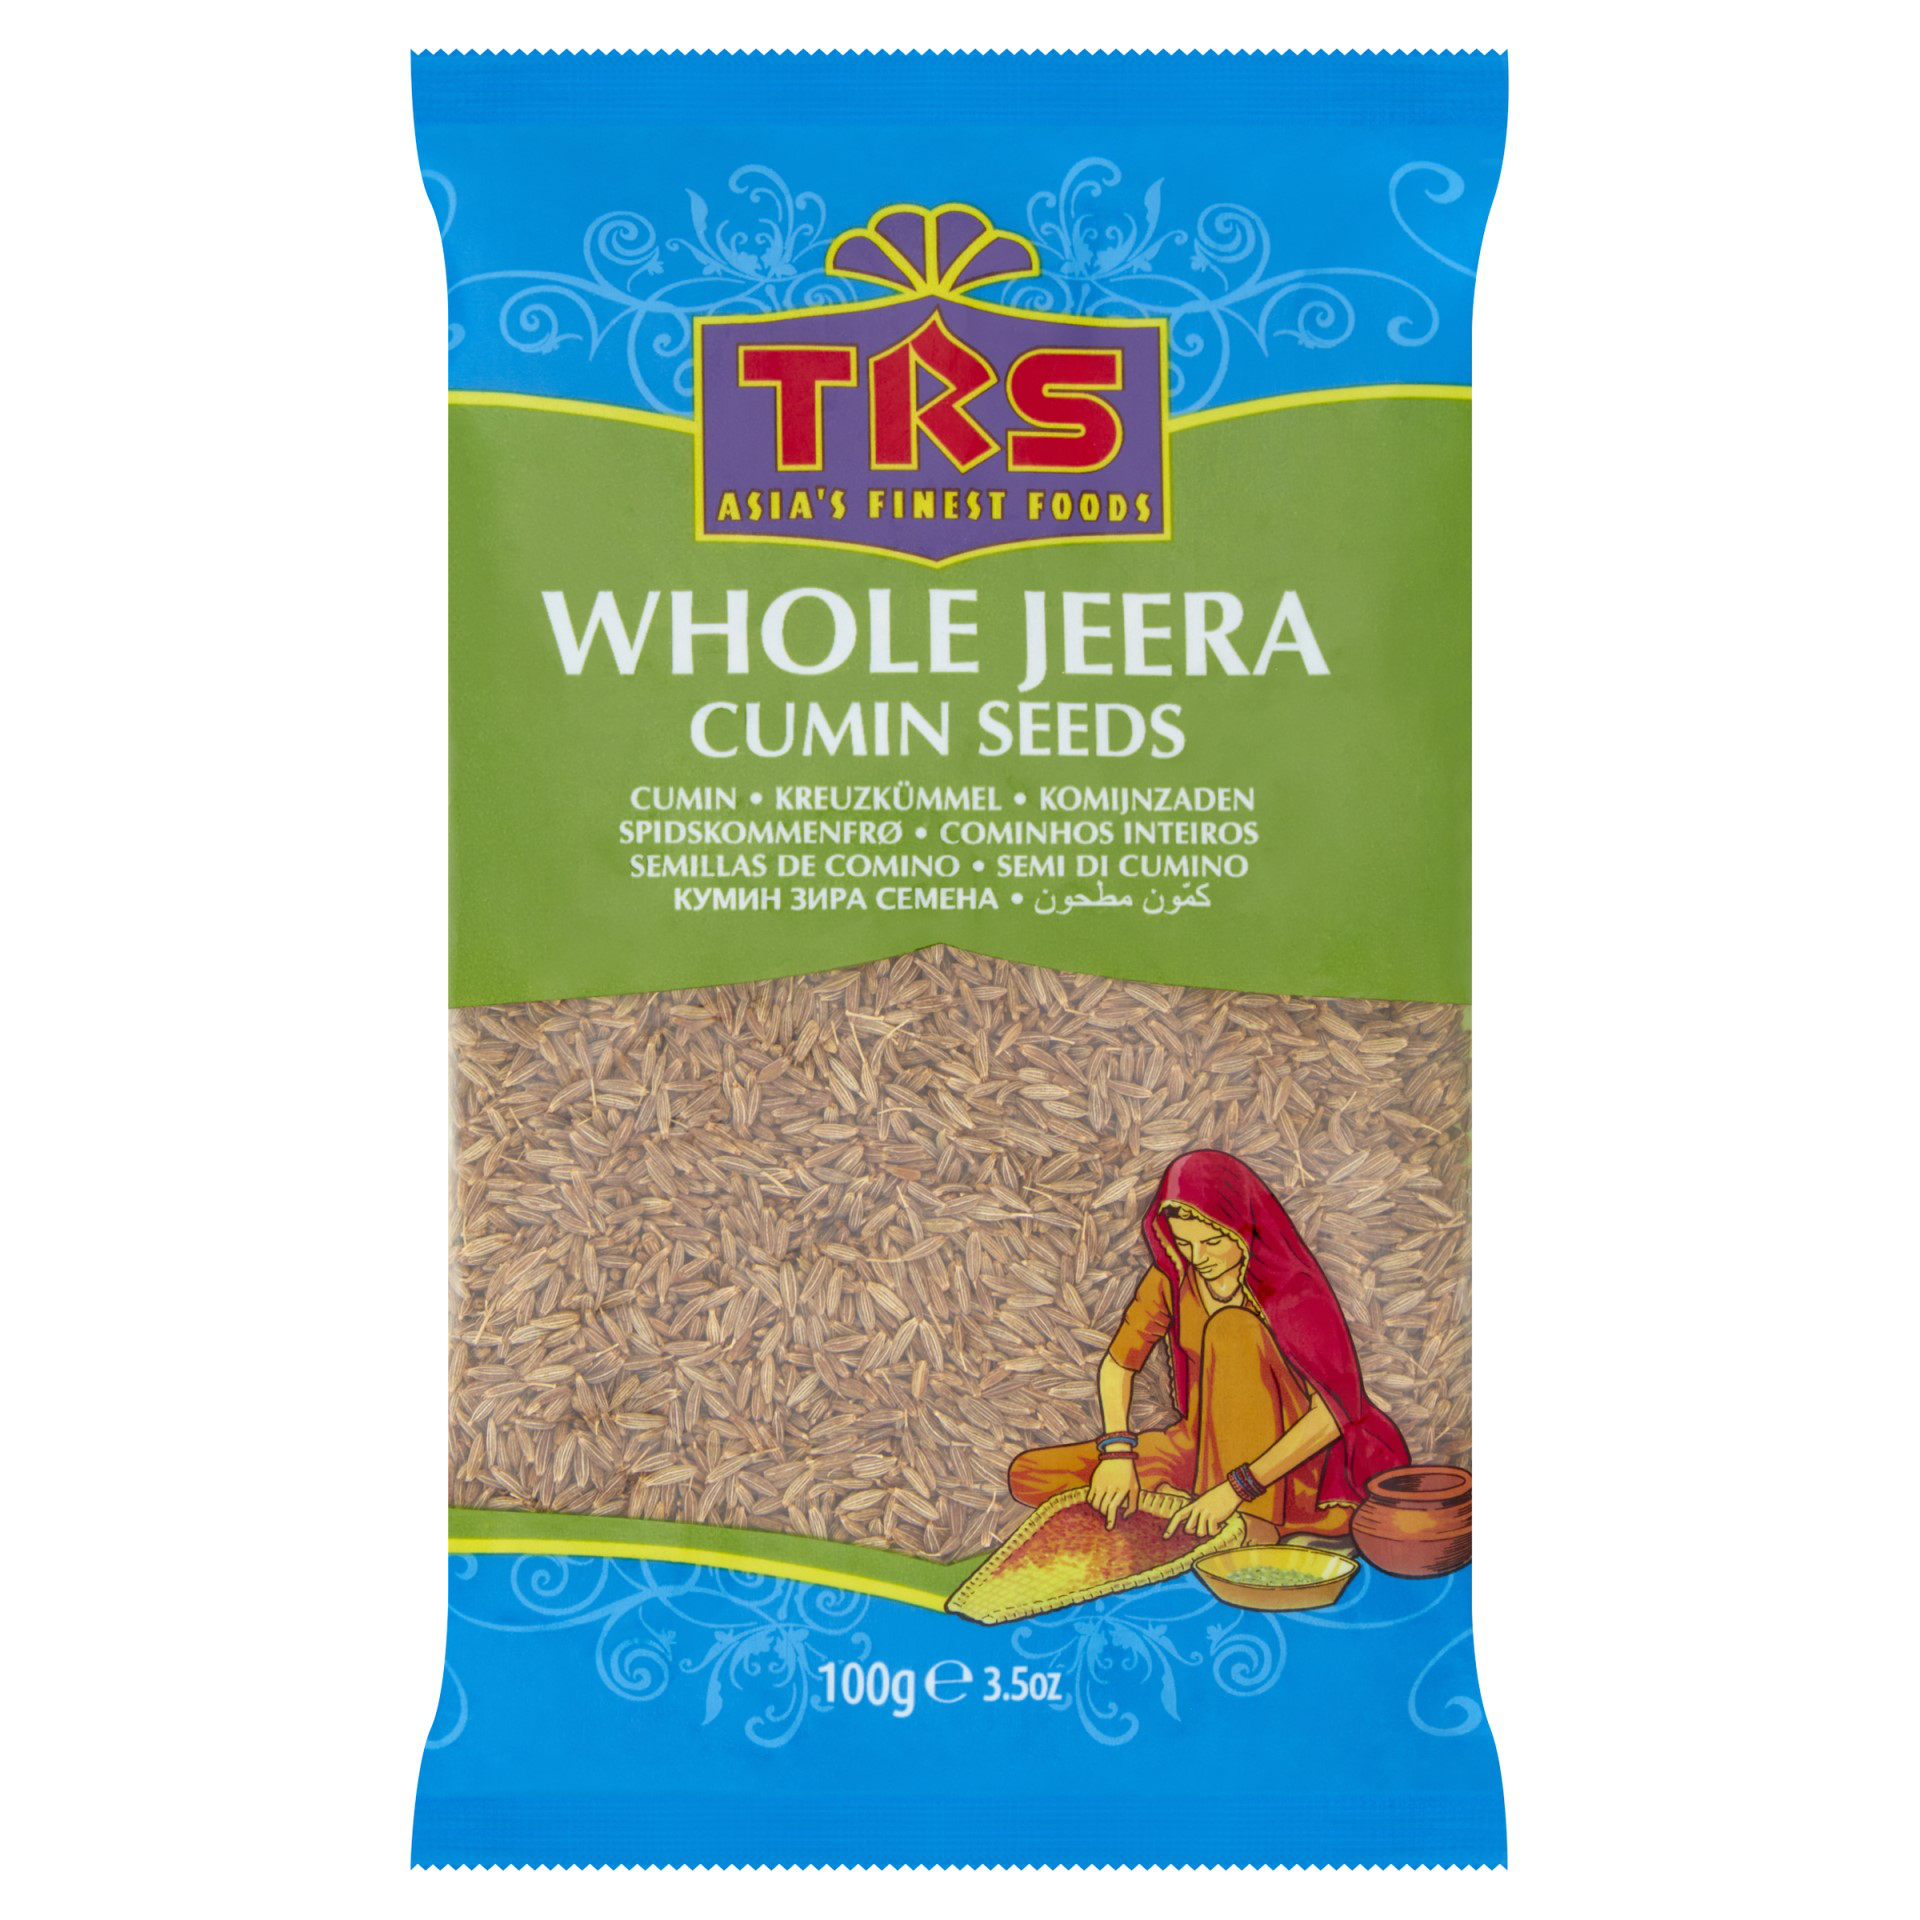 TRS
ASIA'S FINEST FOODS
WHOLE JEERA
CUMIN SEEDS
CUMIN • KREUZKÜMMEL • KOMIJNZADEN
SPIDSKOMMENFRØ • COMINHOS INTEIROS
SEMILLAS DE COMINO • SEMI DI CUMINO
КУМИН ЗИРА СЕМЕНА • كمّون مطحون
100g ℮ 3.5oz